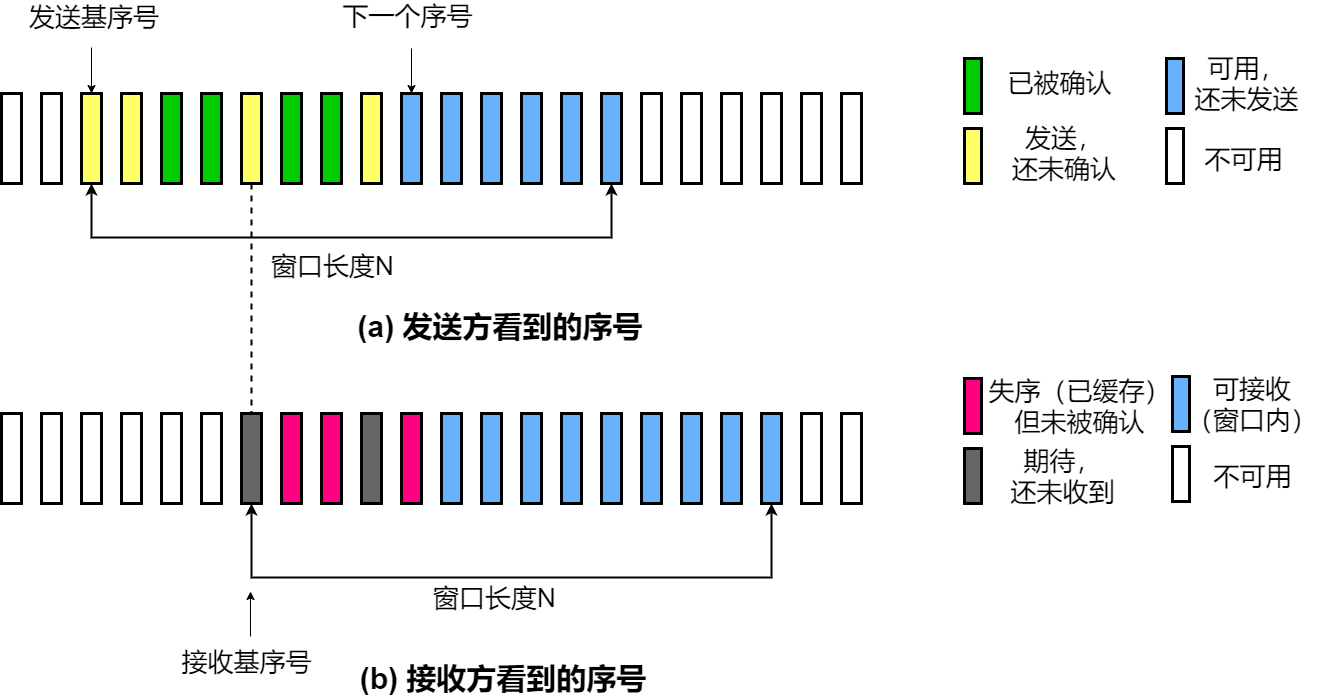 发送基序号
下一个序号
已被确认
可用，
还未发送
发送，
还未确认
不可用
窗口长度N
(a) 发送方看到的序号
失序（已缓存）
但未被确认
可接收
（窗口内）
期待，
还未收到
不可用
窗口长度N
接收基序号
(b) 接收方看到的序号